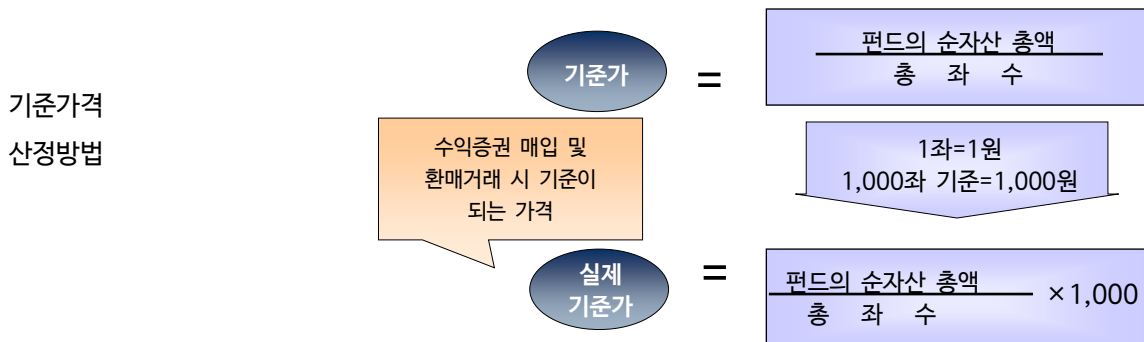 기준가격
산정방법
기준가
=
펀드의 순자산 총액
총 좌 수
수익증권 매입 및
환매거래 시 기준이
되는 가격
1좌=1원
1,000좌 기준=1,000원
실제
기준가
=
펀드의 순자산 총액
총 좌 수
×1,000